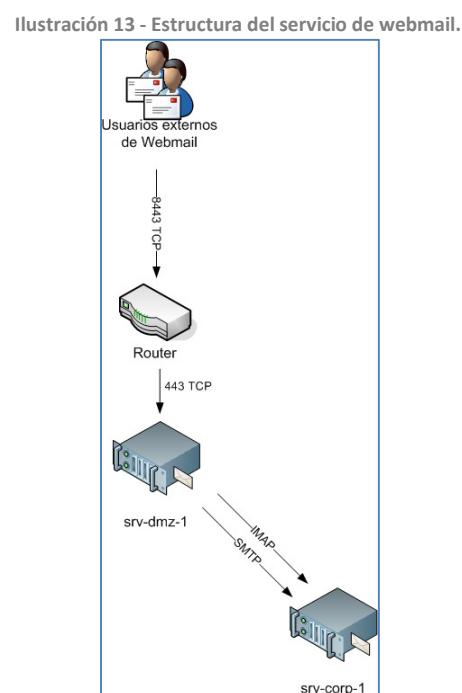 Ilustración 13 - Estructura del servicio de webmail.
Usuarios externos
de Webmail
8443 TCP
Router
443 TCP
srv-dmz-1
IMAP
SMTP
srv-corp-1